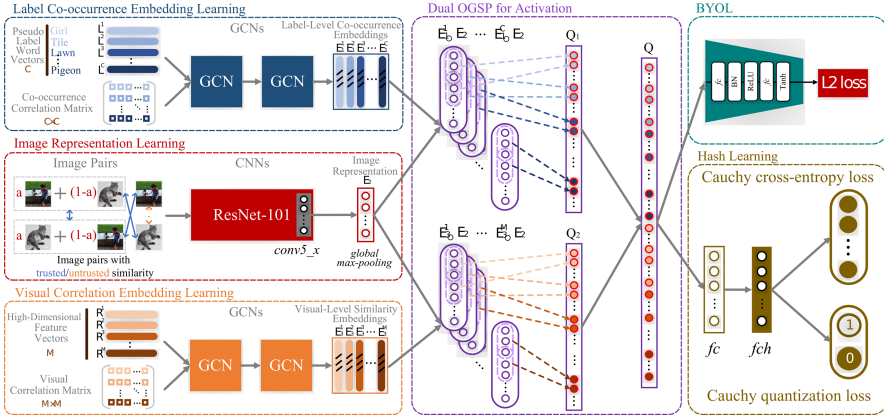 Label Co-occurrence Embedding Learning
Pseudo
Label
Word
Vectors
C
Girl
Tile
Lawn
Pigeon
GCNs
GCN
GCN
Label-Level Co-occurrence
Embeddings
Co-occurrence
Correlation Matrix
C×C
Image Representation Learning
Image Pairs
a
+
(1-a)
a
+
(1-a)
Image pairs with
trusted/untrusted similarity
CNNs
ResNet-101
conv5_x
Image
Representation
global
max-pooling
Visual Correlation Embedding Learning
High-Dimensional
Feature
Vectors
M
GCNs
GCN
GCN
Visual-Level Similarity
Embeddings
Visual
Correlation Matrix
M×M
Dual OGSP for Activation
Q1
Q2
Q
BYOL
fc
BN
ReLU
fc
Tanh
L2 loss
Hash Learning
Cauchy cross-entropy loss
fc
fch
1
0
Cauchy quantization loss